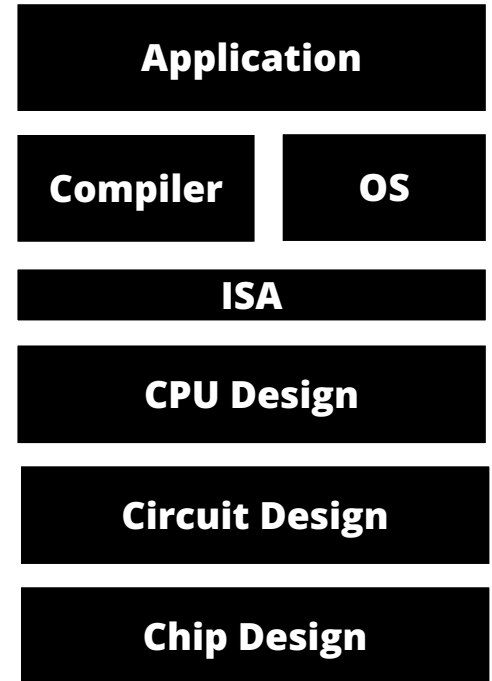 Application
Compiler
OS
ISA
CPU Design
Circuit Design
Chip Design